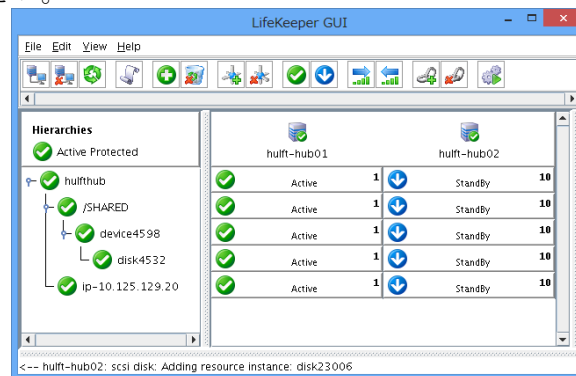 LifeKeeper GUI
File Edit View Help
Hierarchies
Active Protected
hulft-hub01
hulft-hub02
hulfthub
Active 1
StandBy 10
/SHARED
Active 1
StandBy 10
device4598
Active 1
StandBy 10
disk4532
Active 1
StandBy 10
ip-10.125.129.20
Active 1
StandBy 10
<-- hulft-hub02: scsi disk: Adding resource instance: disk23006